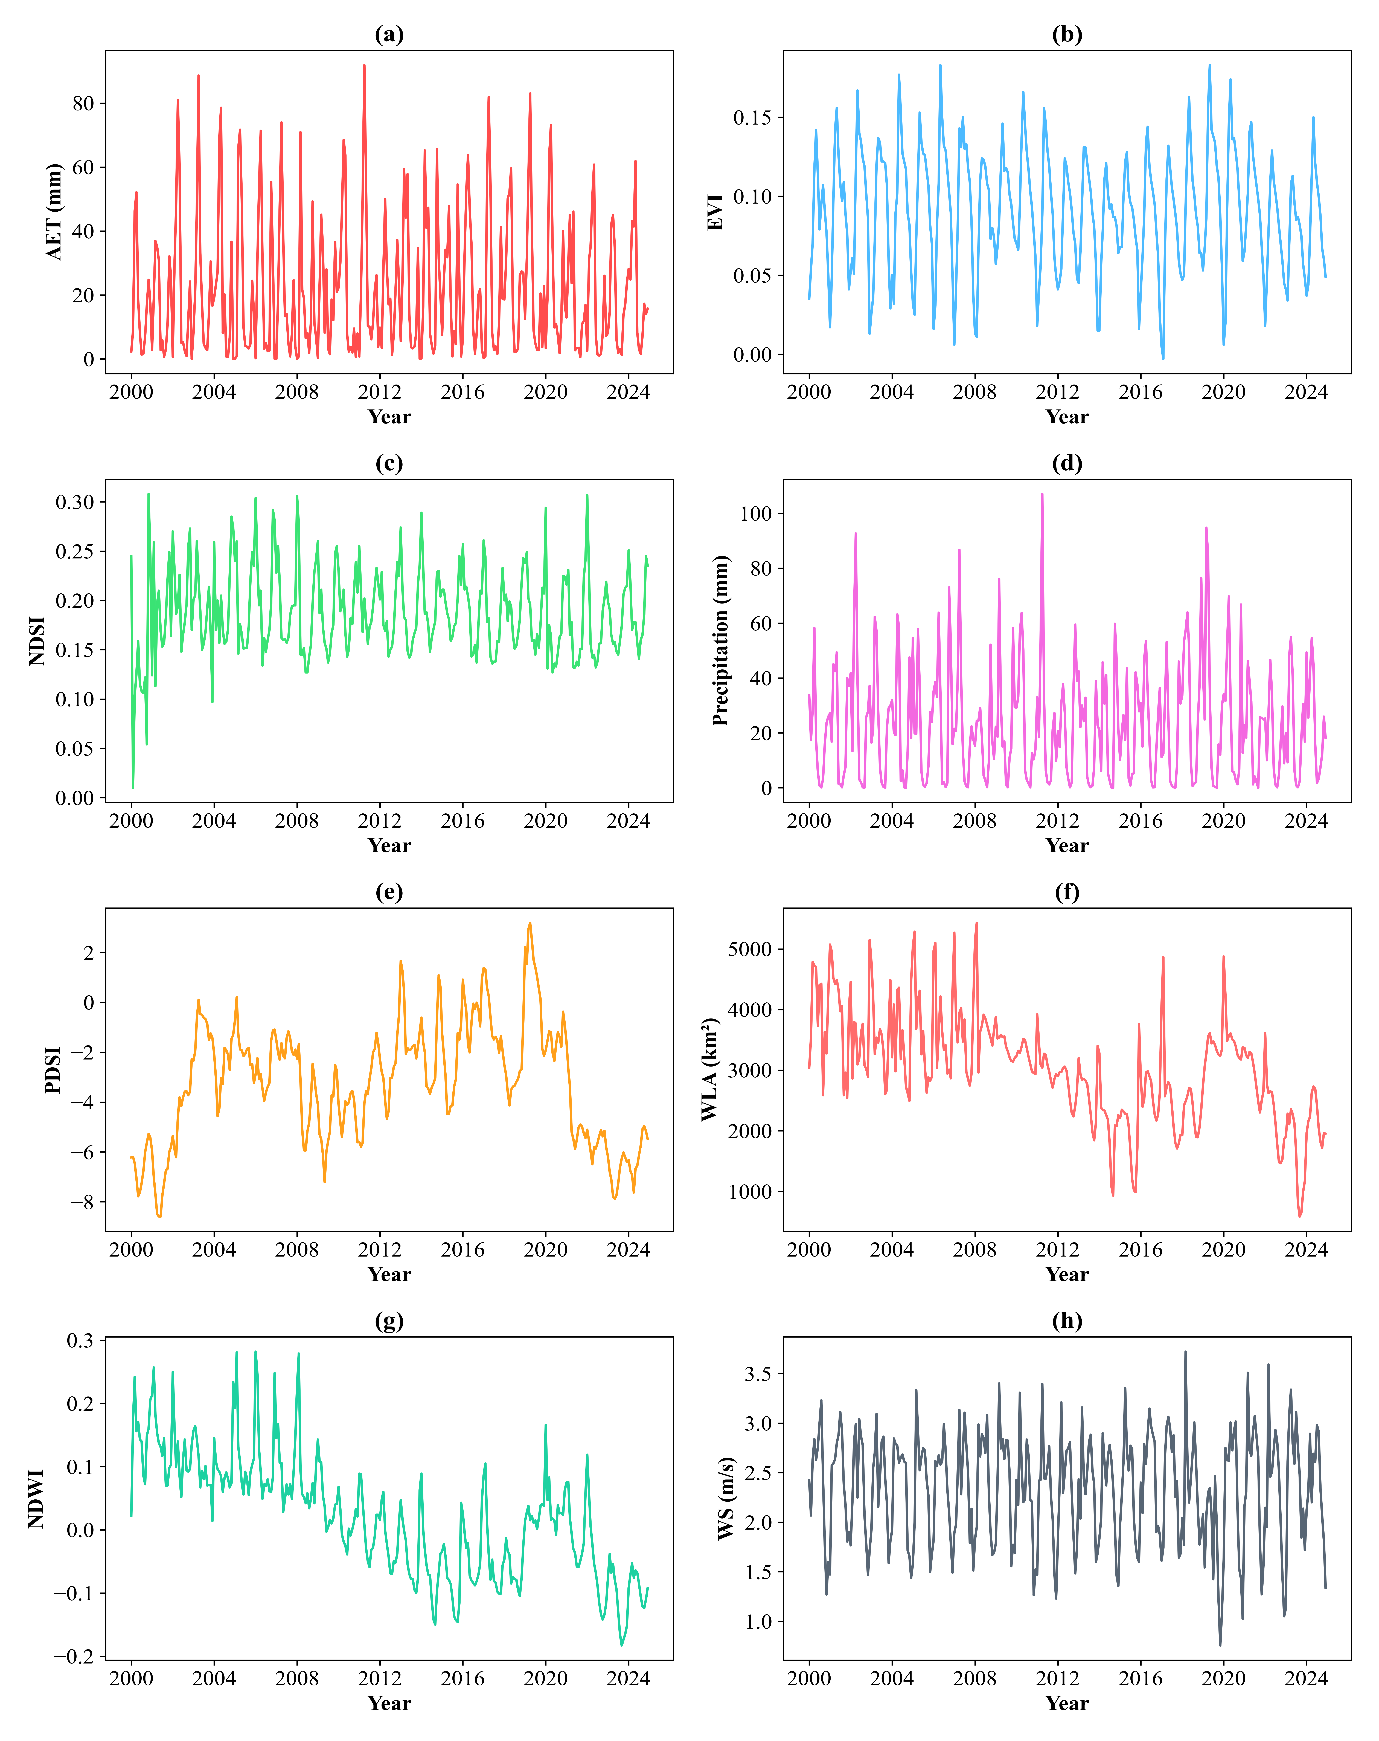 (a)
AET (mm)
80
60
40
20
0
2000 2004 2008 2012 2016 2020 2024
Year
(b)
EVI
0.15
0.10
0.05
0.00
2000 2004 2008 2012 2016 2020 2024
Year
(c)
NDSI
0.30
0.25
0.20
0.15
0.10
0.05
0.00
2000 2004 2008 2012 2016 2020 2024
Year
(d)
Precipitation (mm)
100
80
60
40
20
0
2000 2004 2008 2012 2016 2020 2024
Year
(e)
PDSI
2
0
−2
−4
−6
−8
2000 2004 2008 2012 2016 2020 2024
Year
(f)
WLA (km²)
5000
4000
3000
2000
1000
2000 2004 2008 2012 2016 2020 2024
Year
(g)
NDWI
0.3
0.2
0.1
0.0
−0.1
−0.2
2000 2004 2008 2012 2016 2020 2024
Year
(h)
WS (m/s)
3.5
3.0
2.5
2.0
1.5
1.0
2000 2004 2008 2012 2016 2020 2024
Year